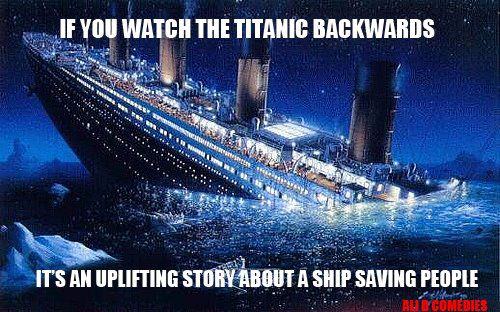 IF YOU WATCH THE TITANIC BACKWARDS
IT'S AN UPLIFTING STORY ABOUT A SHIP SAVING PEOPLE
ALI B COMEDIES